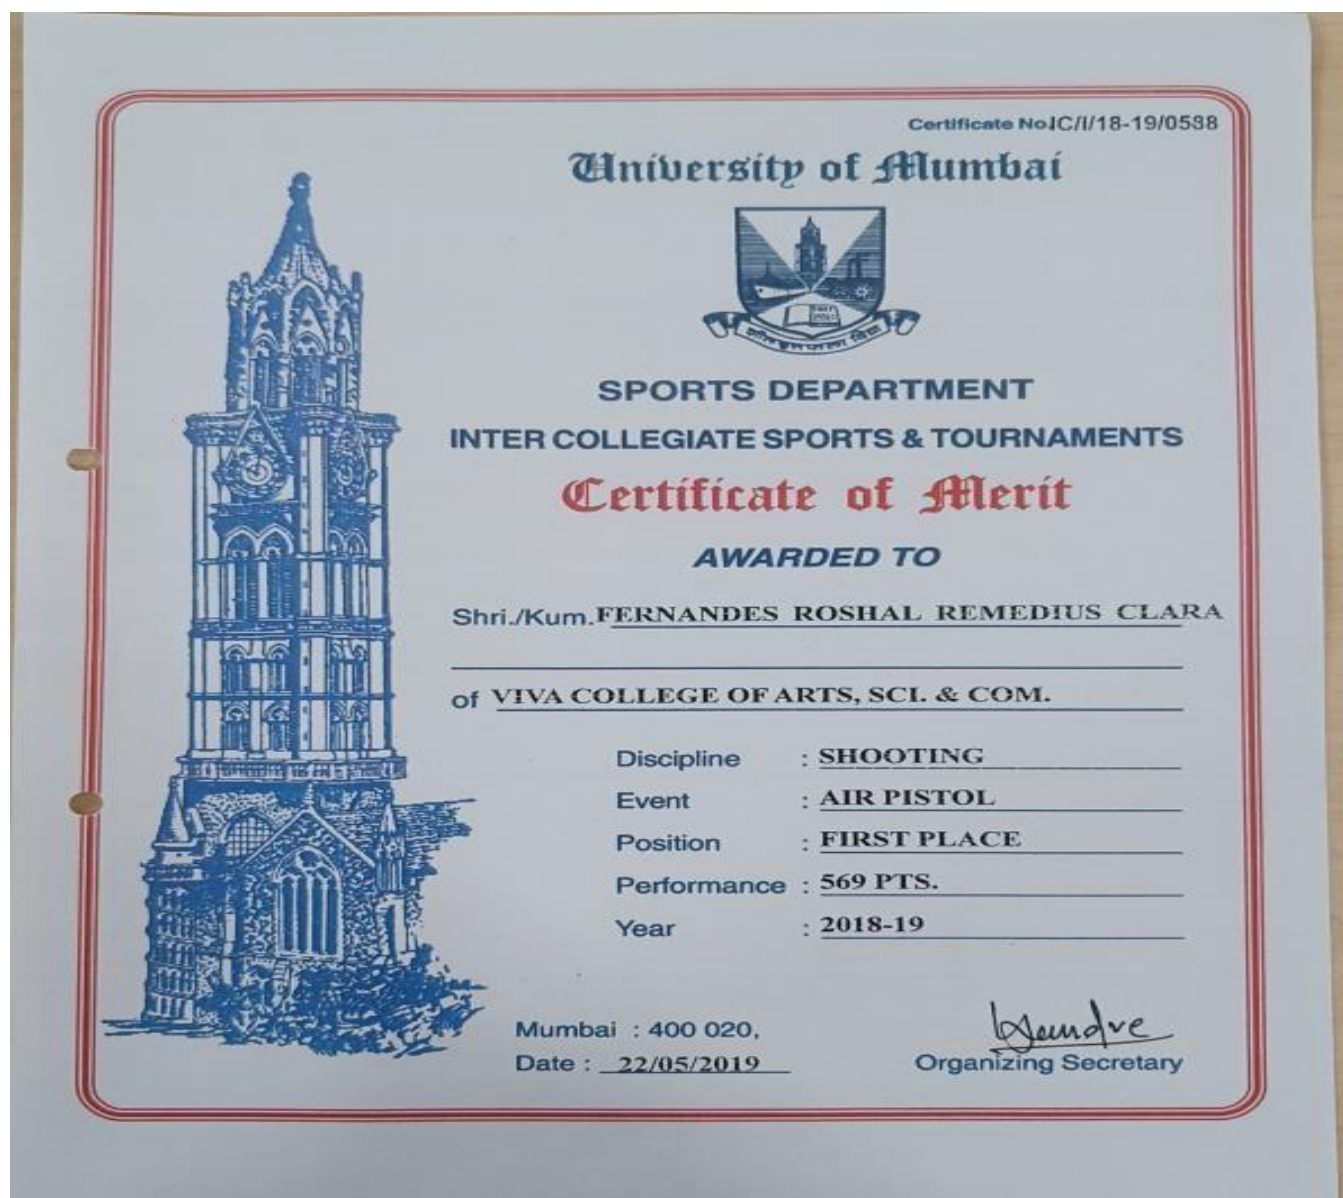 Certificate No.IC/I/18-19/0538
University of Mumbai
SPORTS DEPARTMENT
INTER COLLEGIATE SPORTS & TOURNAMENTS
Certificate of Merit
AWARDED TO
Shri./Kum. FERNANDES ROSHAL REMEDIUS CLARA
of VIVA COLLEGE OF ARTS, SCI. & COM.
Discipline : SHOOTING
Event : AIR PISTOL
Position : FIRST PLACE
Performance : 569 PTS.
Year : 2018-19
Mumbai : 400 020,
Date : 22/05/2019
Organizing Secretary